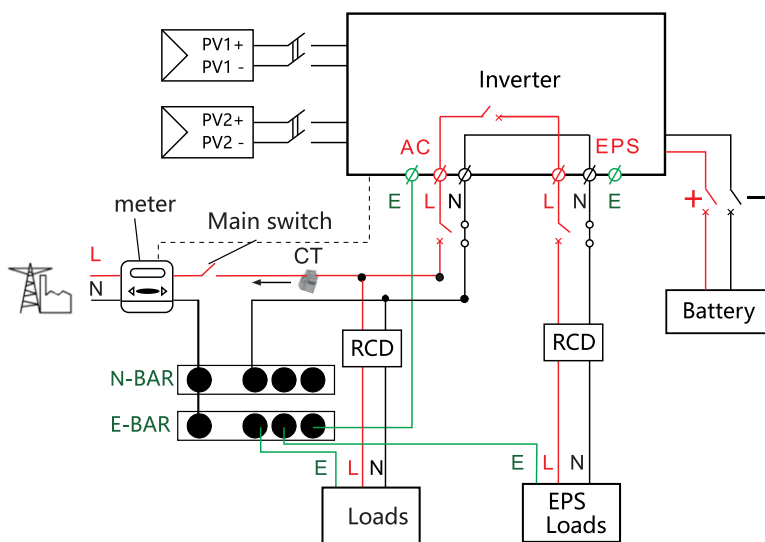 PV1+
PV1 -
PV2+
PV2 -
Inverter
AC
EPS
E
L
N
L
N
E
+
−
meter
Main switch
L
N
CT
Battery
RCD
RCD
N-BAR
E-BAR
E
L
N
E
L
N
Loads
EPS
Loads